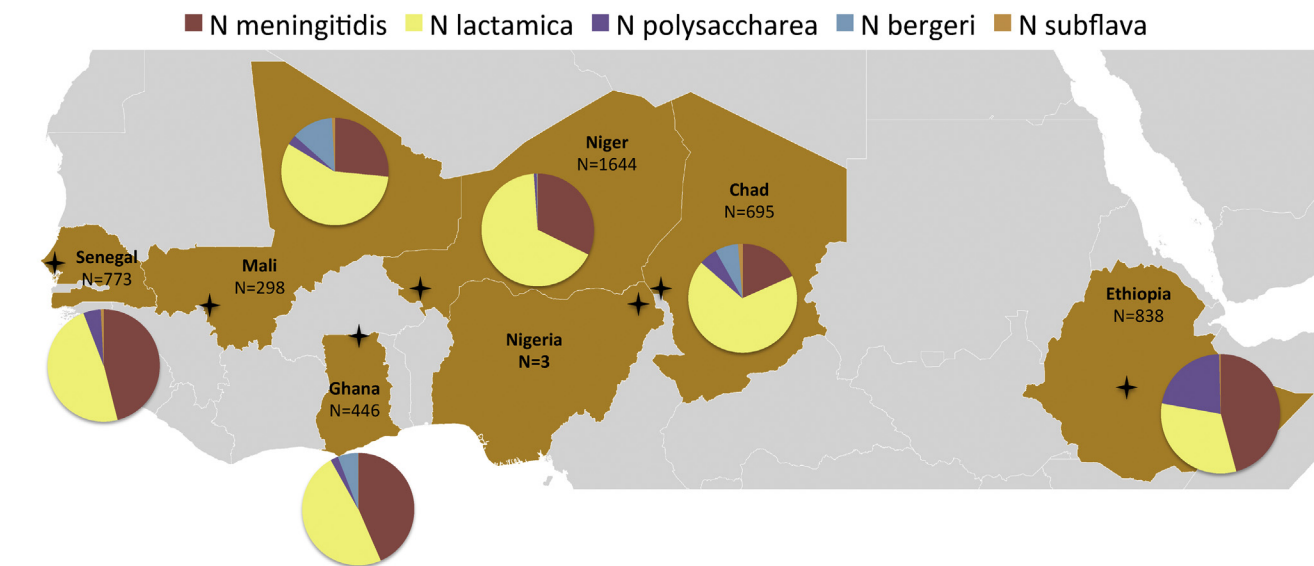 N meningitidis N lactamica N polysaccharea N bergeri N subflava
Niger
N=1644
Chad
N=695
Senegal
N=773
Mali
N=298
Ethiopia
N=838
Nigeria
N=3
Ghana
N=446